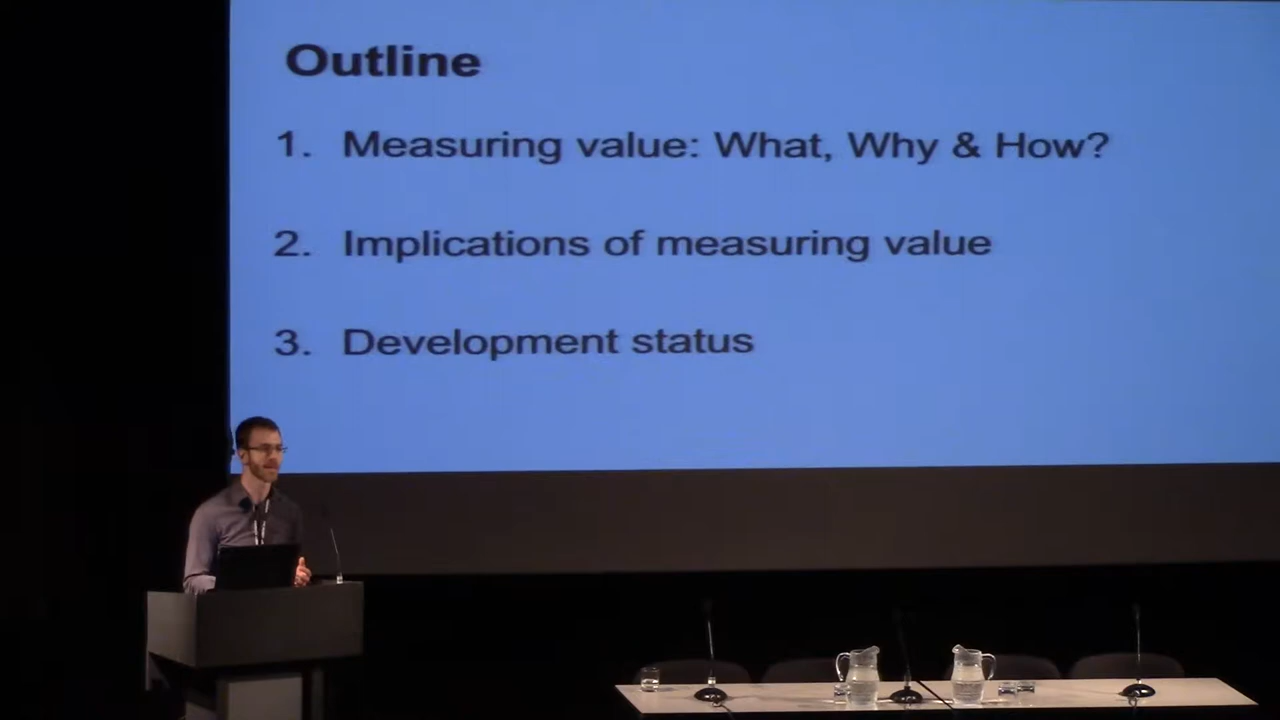 Outline
1. Measuring value: What, Why & How?
2. Implications of measuring value
3. Development status